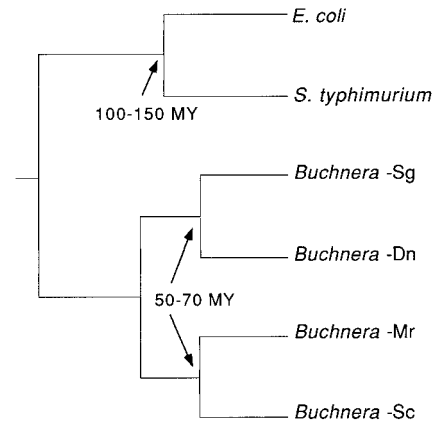 E. coli
S. typhimurium
100-150 MY
Buchnera -Sg
Buchnera -Dn
50-70 MY
Buchnera -Mr
Buchnera -Sc